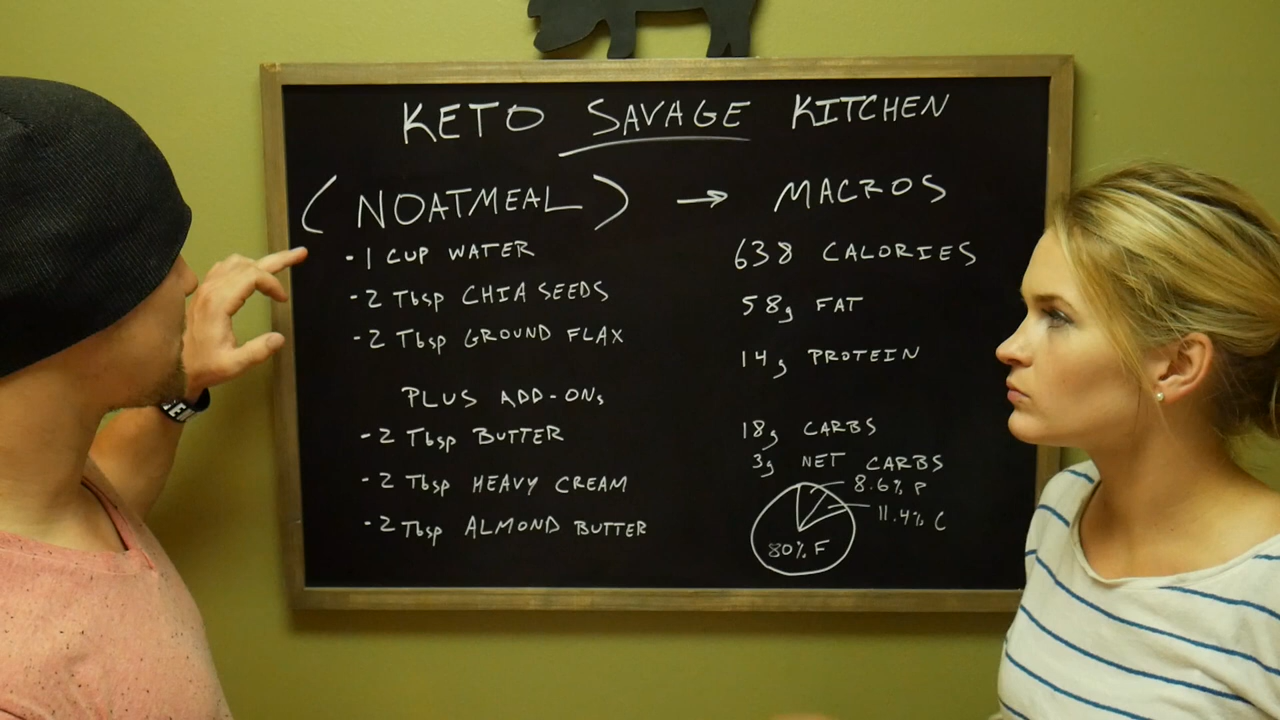 KETO SAVAGE KITCHEN
(NOATMEAL) → MACROS
-1 CUP WATER
-2 Tbsp CHIA SEEDS
-2 Tbsp GROUND FLAX
PLUS ADD-ONs
-2 Tbsp BUTTER
-2 Tbsp HEAVY CREAM
-2 Tbsp ALMOND BUTTER
638 CALORIES
58g FAT
14g PROTEIN
18g CARBS
3g NET CARBS
8.6% P
11.4% C
80% F